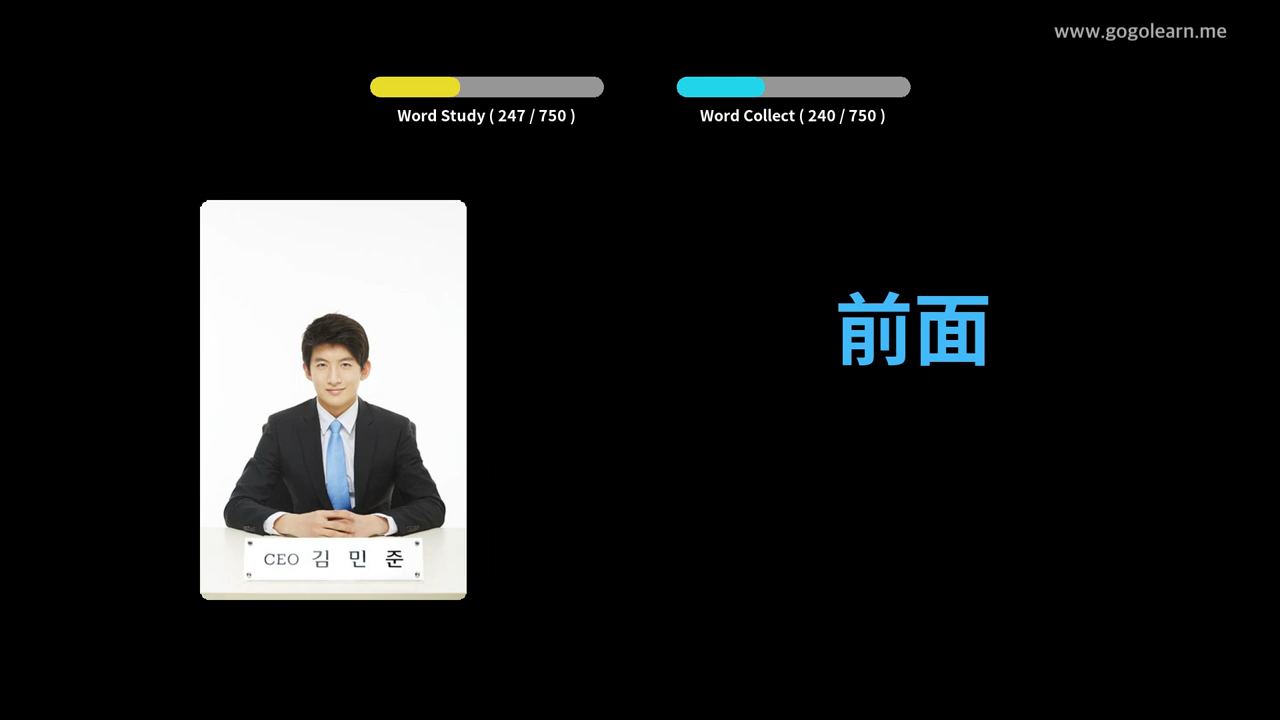 www.gogolearn.me
Word Study ( 247 / 750 )
Word Collect ( 240 / 750 )
前面
CEO 김 민 준